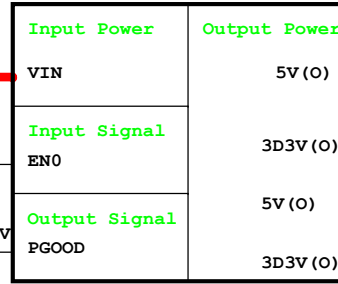 Input Power
VIN
Input Signal
EN0
Output Signal
PGOOD
Output Power
5V(O)
3D3V(O)
5V(O)
3D3V(O)
V